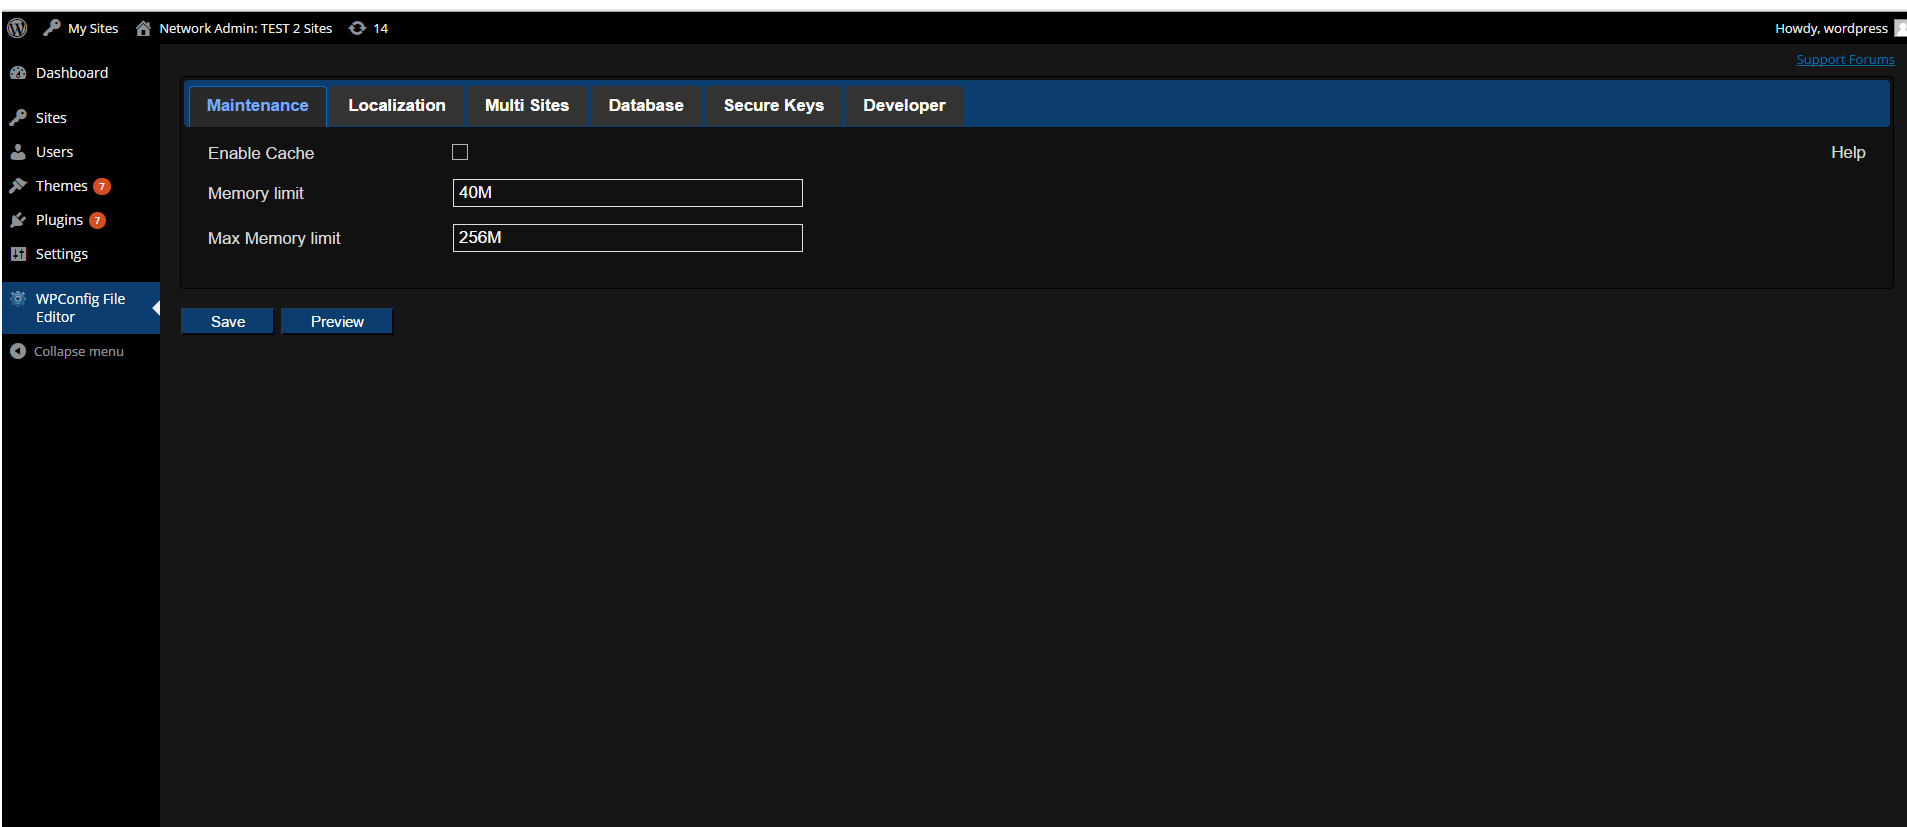 My Sites Network Admin: TEST 2 Sites 14 Howdy, wordpress
Support Forums
Dashboard
Sites
Users
Themes 7
Plugins 7
Settings
WPConfig File
Editor
Collapse menu
Maintenance Localization Multi Sites Database Secure Keys Developer
Enable Cache Help
Memory limit 40M
Max Memory limit 256M
Save Preview